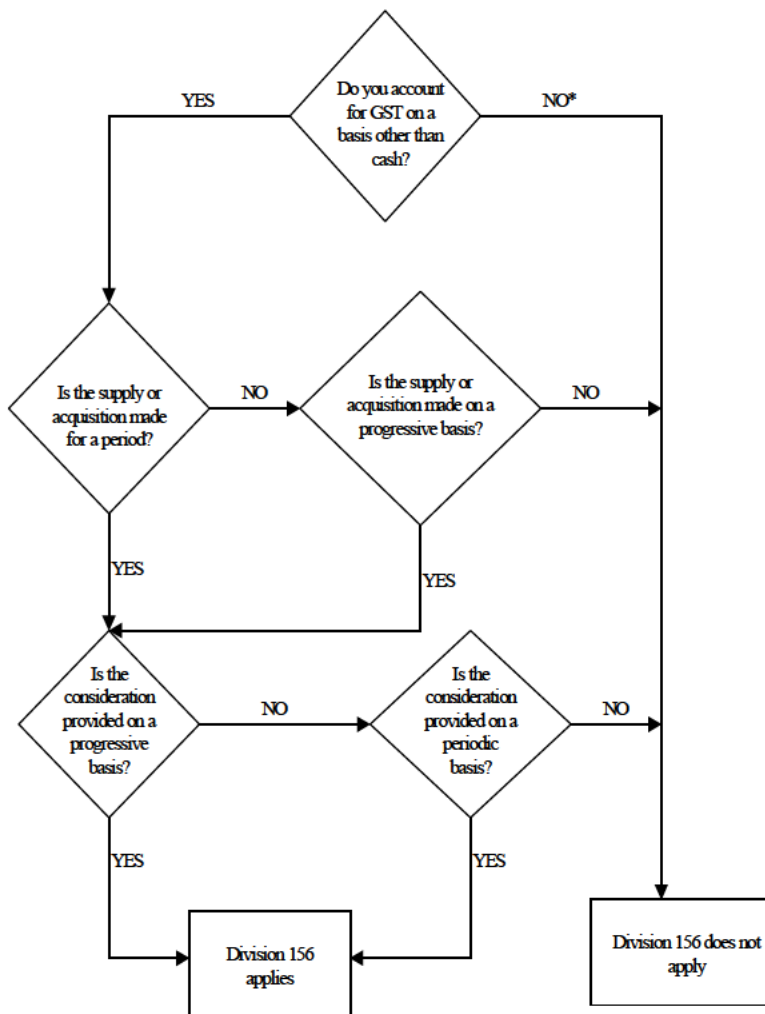 Do you account
for GST on a
basis other than
cash?
YES
NO*
Is the supply or
acquisition made
for a period?
NO
Is the supply or
acquisition made on a
progressive basis?
NO
YES
YES
Is the
consideration
provided on a
progressive
basis?
NO
Is the
consideration
provided on a
periodic
basis?
NO
YES
YES
Division 156
applies
Division 156 does not
apply